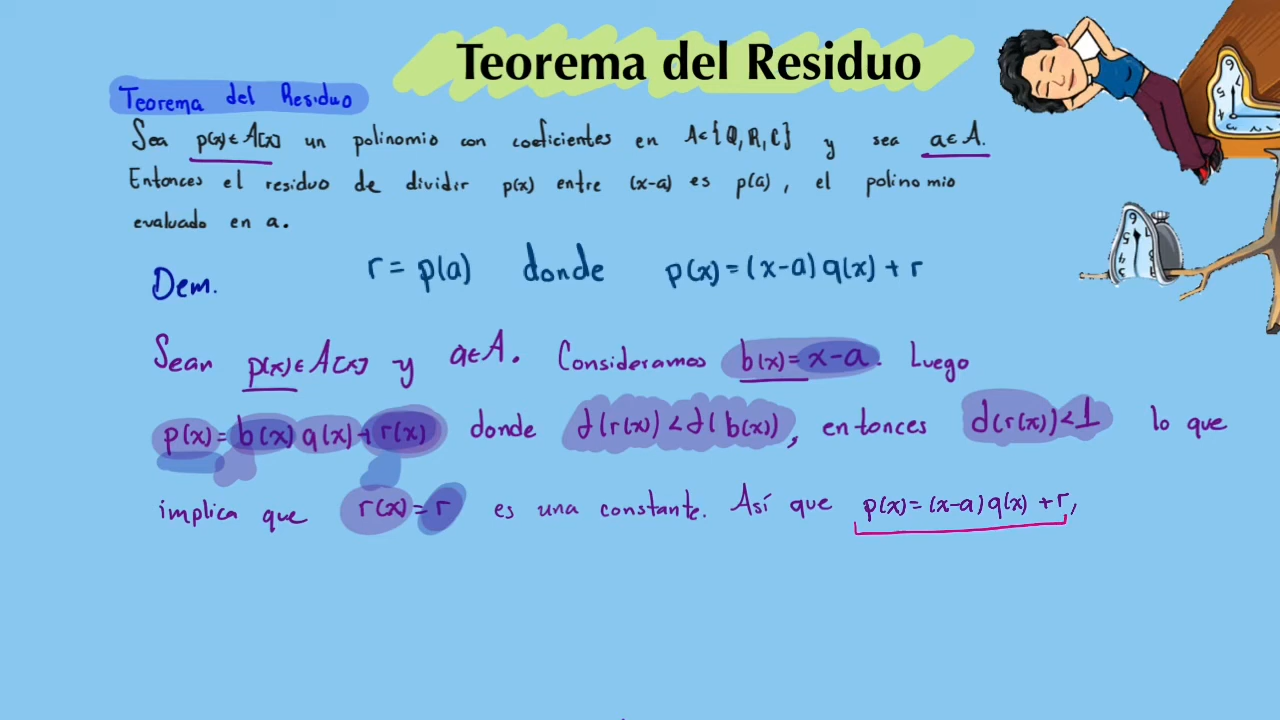 Teorema del Residuo
Teorema del Residuo
Sea p(x)∈A[x] un polinomio con coeficientes en A∈{Q,R,C} y sea a∈A.
Entonces el residuo de dividir p(x) entre (x-a) es p(a), el polinomio
evaluado en a.
r = p(a) donde p(x)=(x-a)q(x)+r
Dem.
Sean p(x)∈A[x] y a∈A. Consideramos b(x)=x-a. Luego
p(x)=b(x)q(x)+r(x) donde d(r(x))<d(b(x)), entonces d(r(x))<1 lo que
implica que r(x)=r es una constante. Así que p(x)=(x-a)q(x)+r,